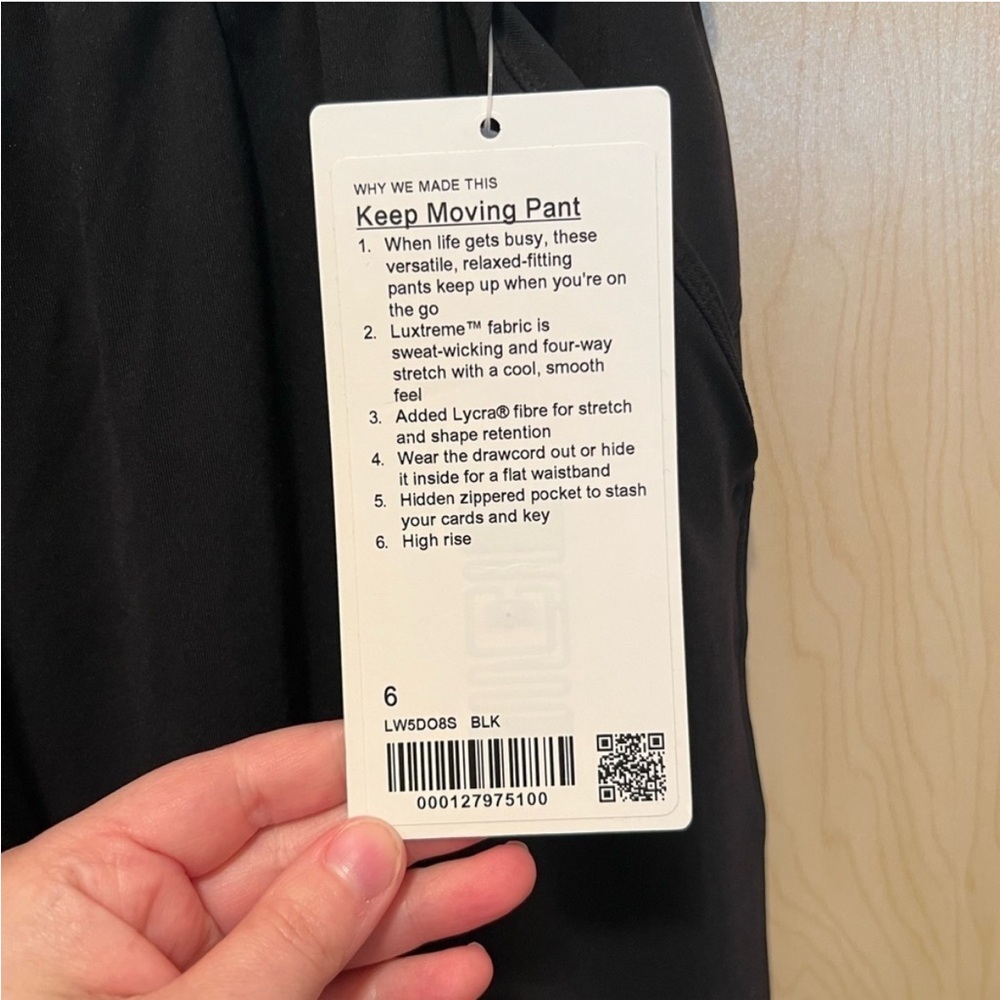 WHY WE MADE THIS
Keep Moving Pant
1. When life gets busy, these
versatile, relaxed-fitting
pants keep up when you're on
the go
2. Luxtreme™ fabric is
sweat-wicking and four-way
stretch with a cool, smooth
feel
3. Added Lycra® fibre for stretch
and shape retention
4. Wear the drawcord out or hide
it inside for a flat waistband
5. Hidden zippered pocket to stash
your cards and key
6. High rise
6
LW5DO8S BLK
000127975100